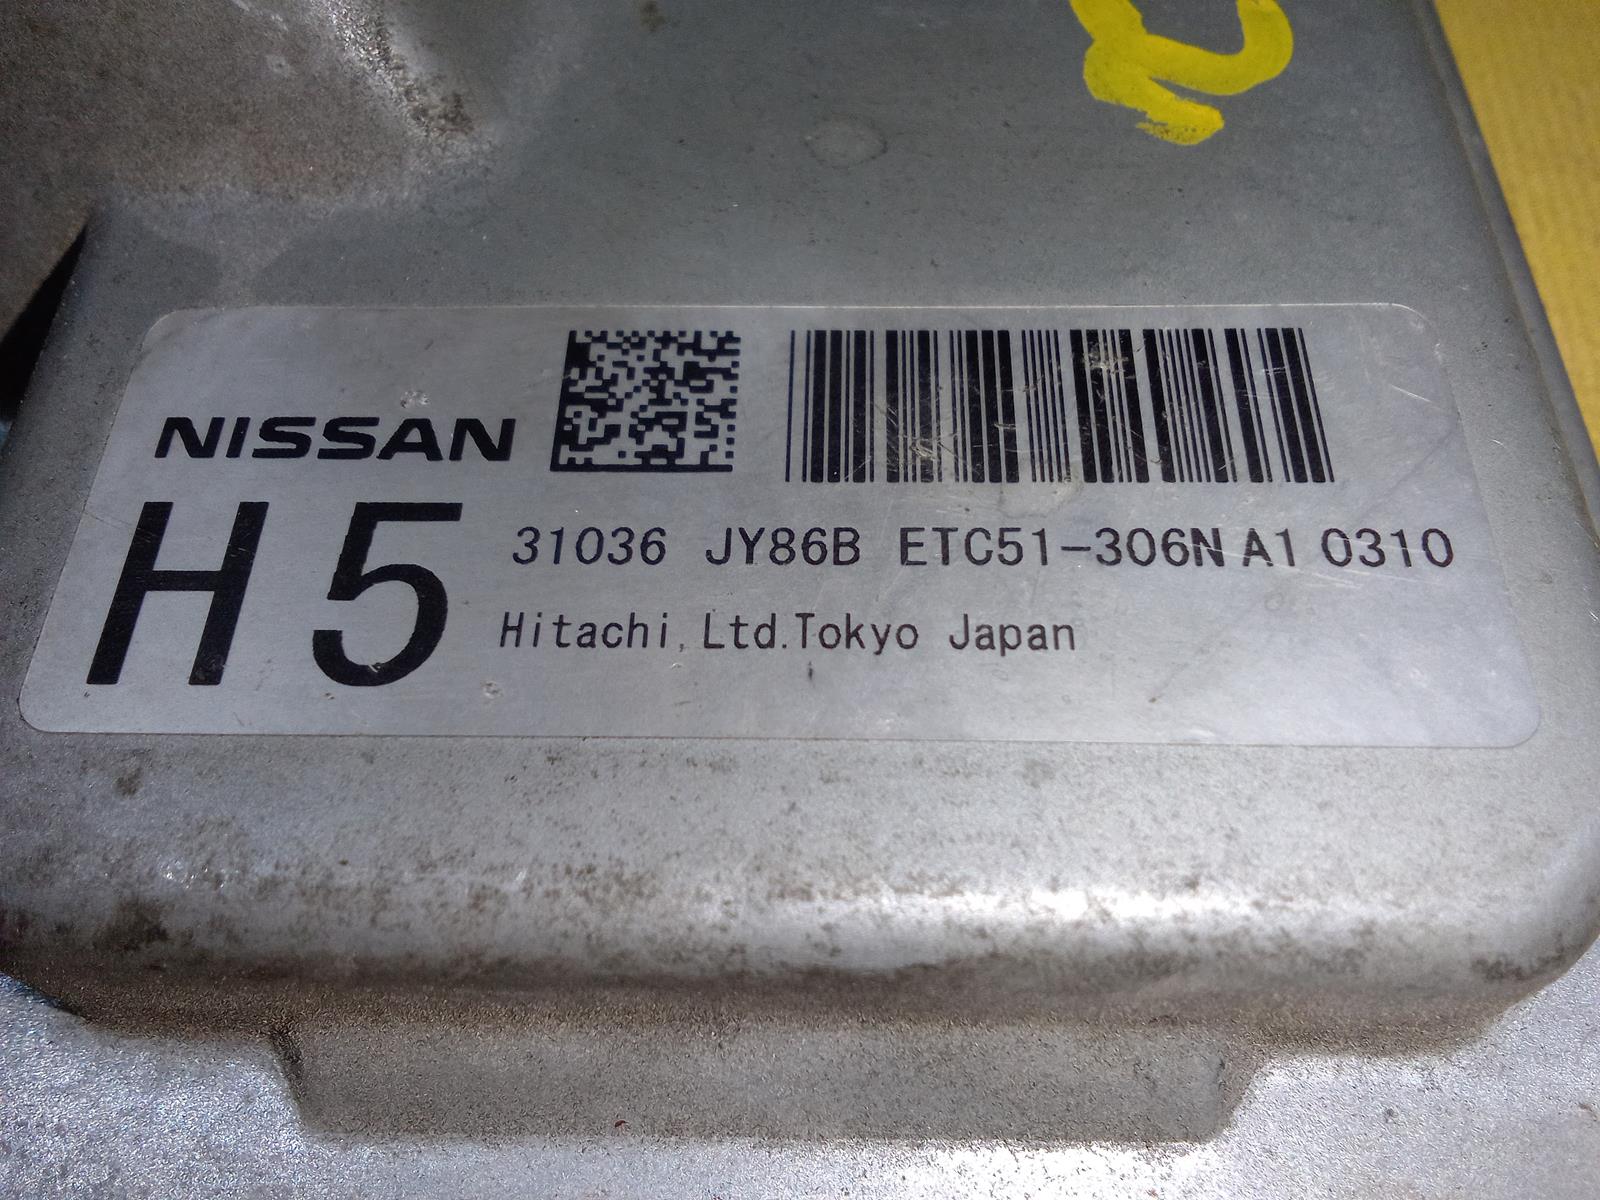 NISSAN
H5
31036 JY86B ETC51-306N A1 0310
Hitachi, Ltd. Tokyo Japan